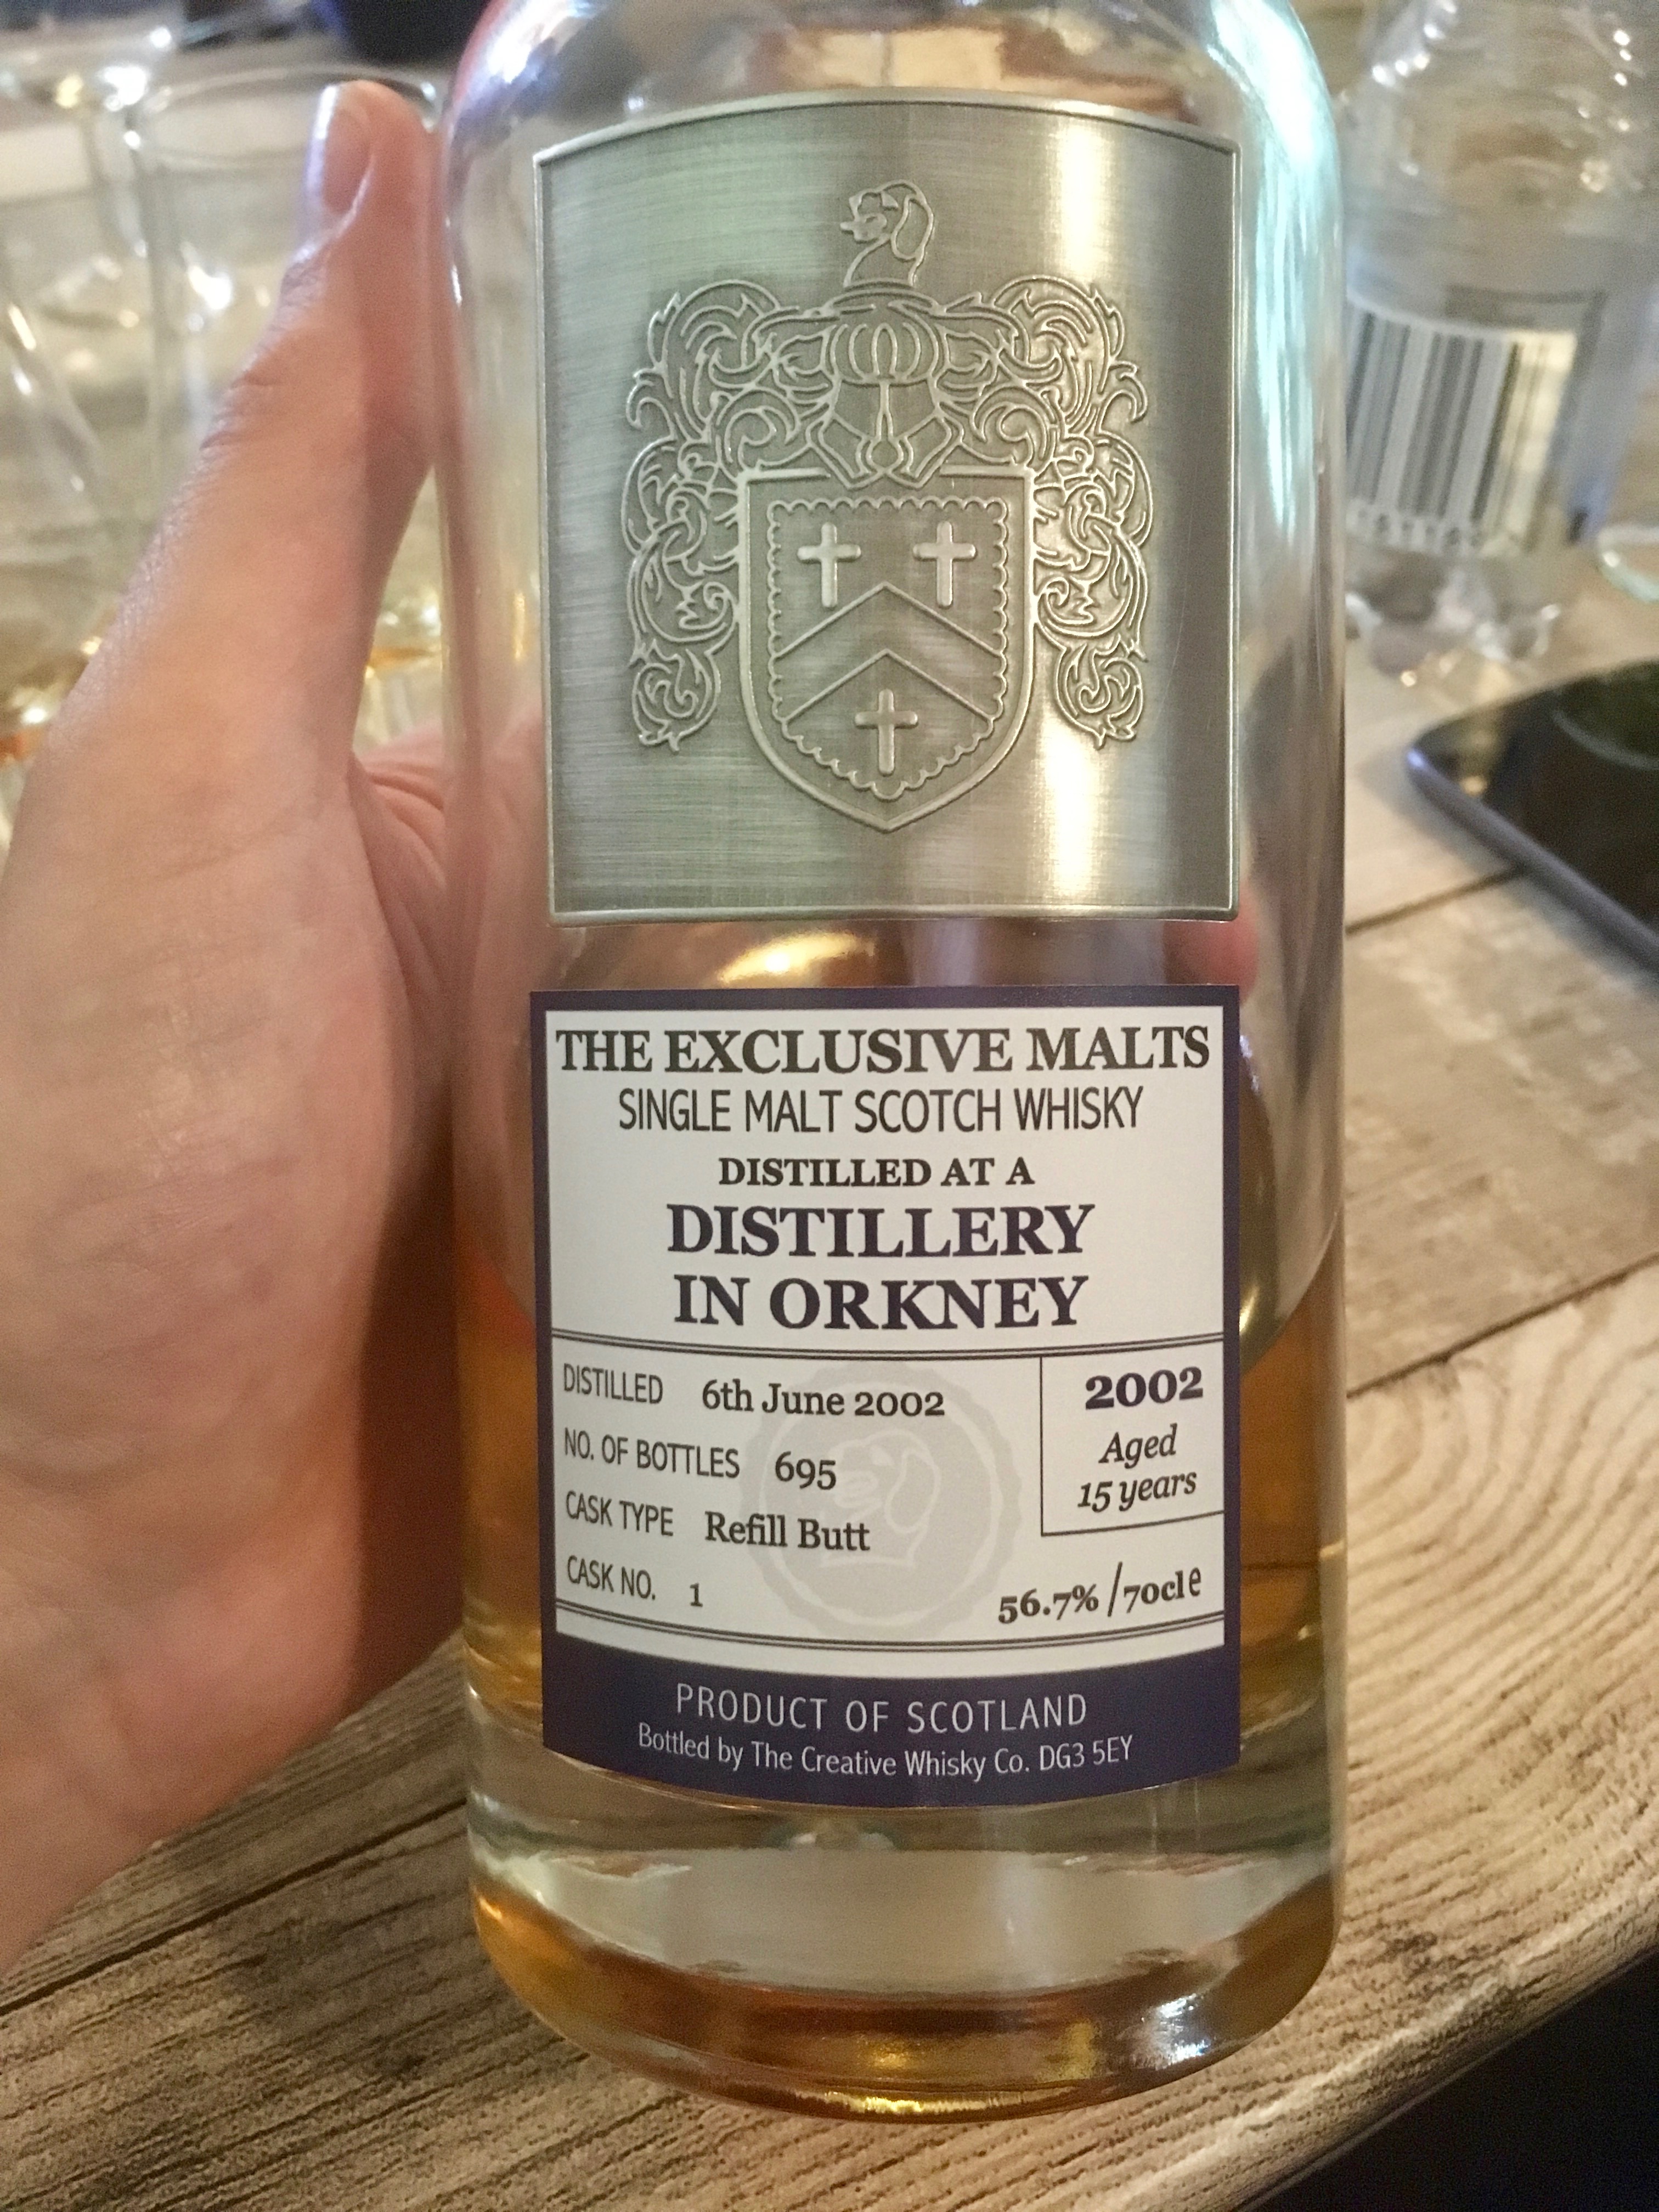 THE EXCLUSIVE MALTS
SINGLE MALT SCOTCH WHISKY
DISTILLED AT A
DISTILLERY
IN ORKNEY
DISTILLED 6th June 2002
NO. OF BOTTLES 695
CASK TYPE Refill Butt
CASK NO. 1
2002
Aged
15 years
56.7% /70cl e
PRODUCT OF SCOTLAND
Bottled by The Creative Whisky Co. DG3 5EY